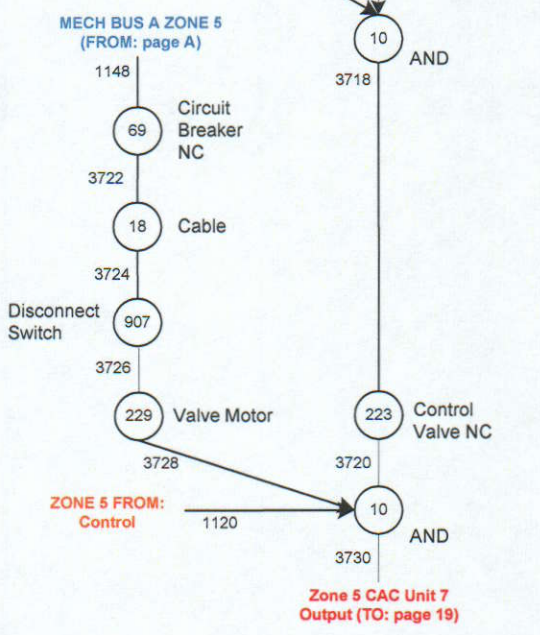 MECH BUS A ZONE 5
(FROM: page A)
1148
69
Circuit
Breaker
NC
3722
18
Cable
3724
Disconnect
Switch
907
3726
229
Valve Motor
3728
ZONE 5 FROM:
Control
1120
10
AND
3718
223
Control
Valve NC
3720
10
AND
3730
Zone 5 CAC Unit 7
Output (TO: page 19)